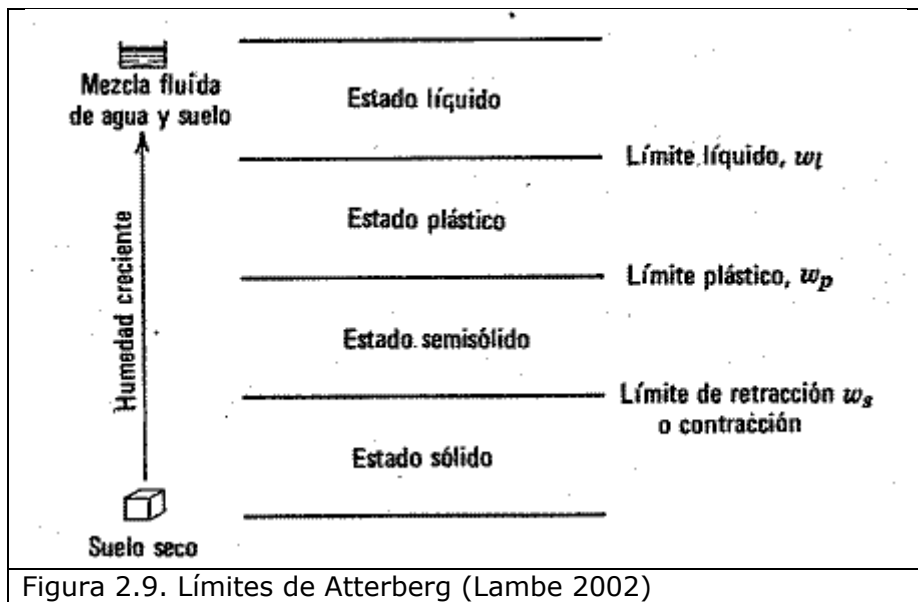 Mezcla fluída
de agua y suelo
Estado líquido
Límite líquido, wl
Estado plástico
Límite plástico, wp
Humedad creciente
Estado semisólido
Límite de retracción ws
o contracción
Estado sólido
Suelo seco
Figura 2.9. Límites de Atterberg (Lambe 2002)